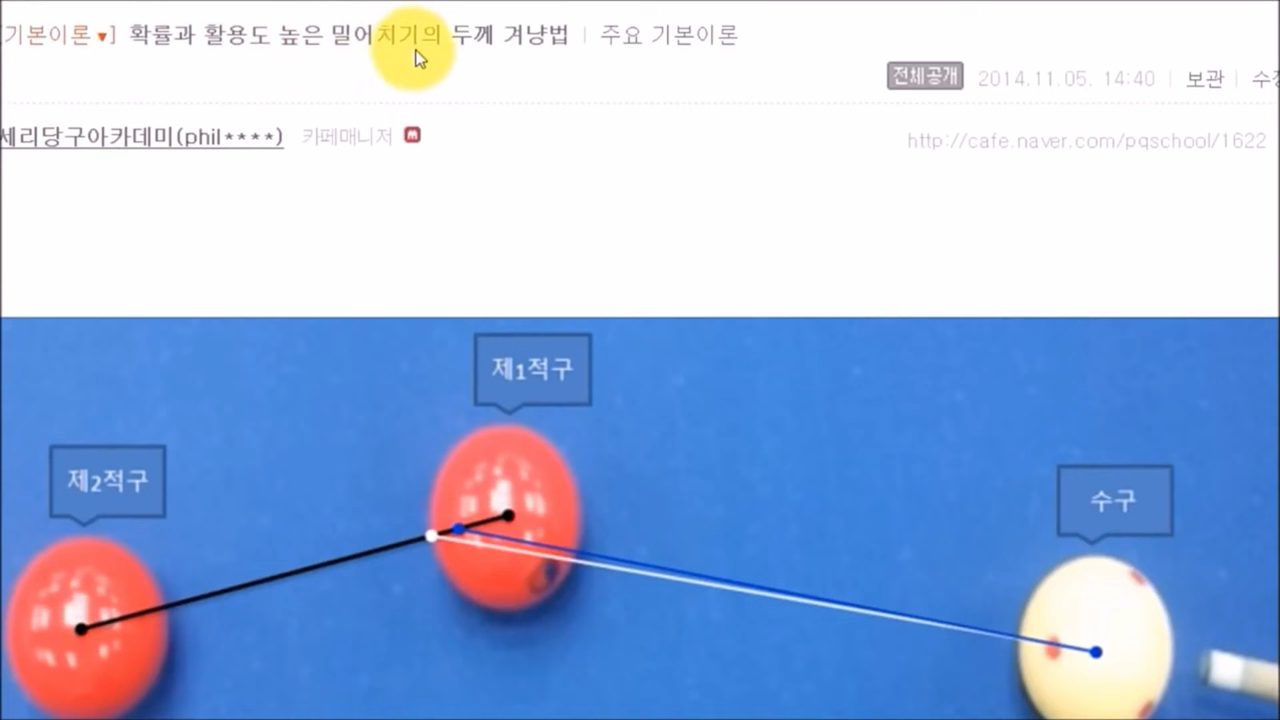 기본이론▼] 확률과 활용도 높은 밀어치기의 두께 겨냥법 | 주요 기본이론
전체공개 2014.11.05. 14:40 | 보관 |
세리당구아카데미(phil****) 카페매니저
http://cafe.naver.com/pqschool/1622
제1적구
제2적구
수구